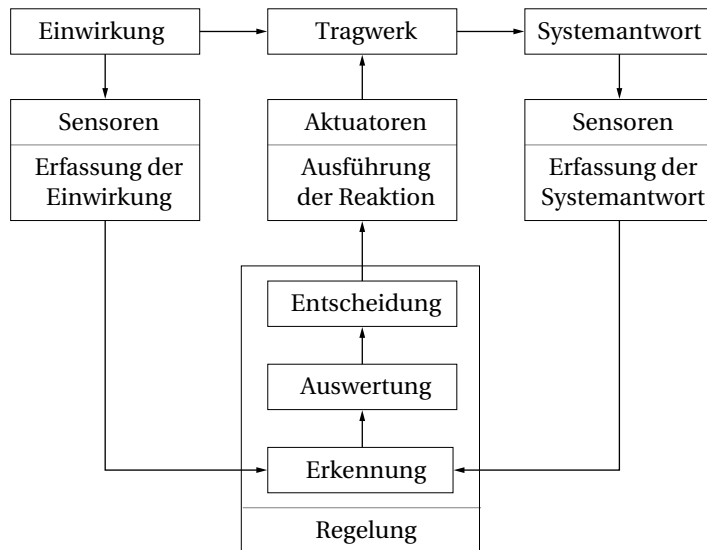 Einwirkung
Tragwerk
Systemantwort
Sensoren
Erfassung der
Einwirkung
Aktuatoren
Ausführung
der Reaktion
Sensoren
Erfassung der
Systemantwort
Entscheidung
Auswertung
Erkennung
Regelung